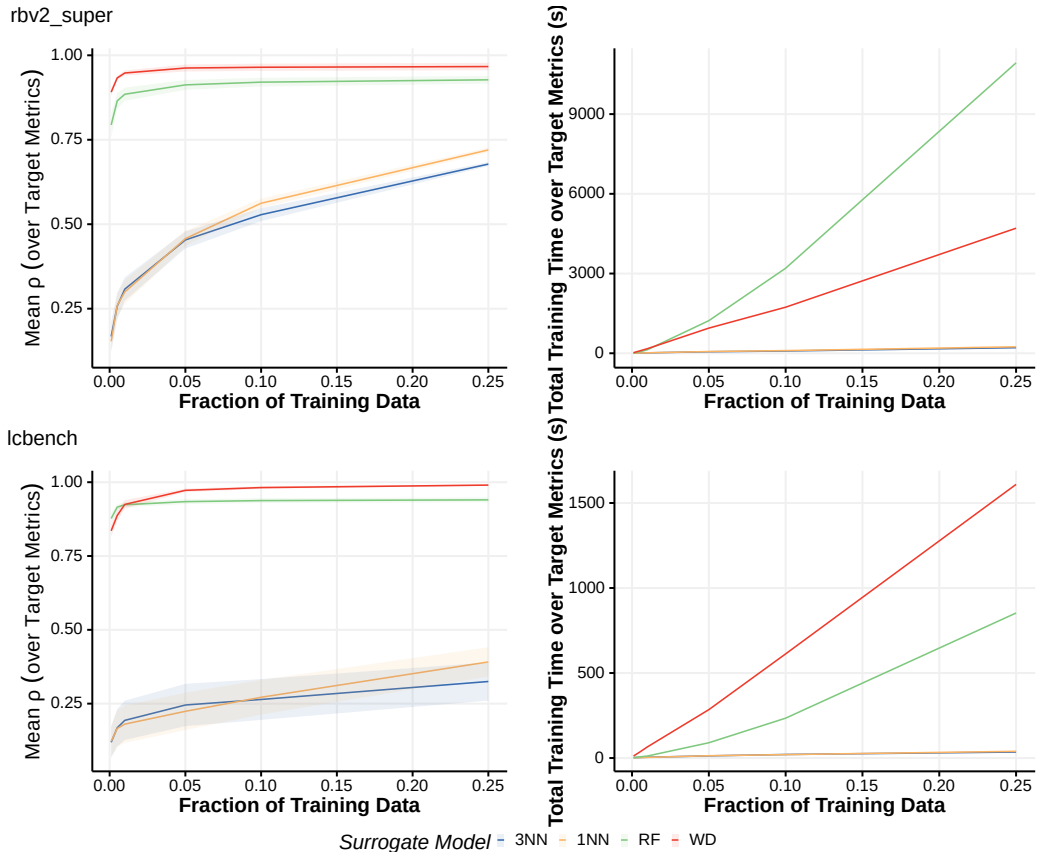 rbv2_super
Mean ρ (over Target Metrics)
1.00
0.75
0.50
0.25
0.00 0.05 0.10 0.15 0.20 0.25
Fraction of Training Data
Total Training Time over Target Metrics (s)
9000
6000
3000
0
0.00 0.05 0.10 0.15 0.20 0.25
Fraction of Training Data
lcbench
Mean ρ (over Target Metrics)
1.00
0.75
0.50
0.25
0.00 0.05 0.10 0.15 0.20 0.25
Fraction of Training Data
Total Training Time over Target Metrics (s)
1500
1000
500
0
0.00 0.05 0.10 0.15 0.20 0.25
Fraction of Training Data
Surrogate Model 3NN 1NN RF WD